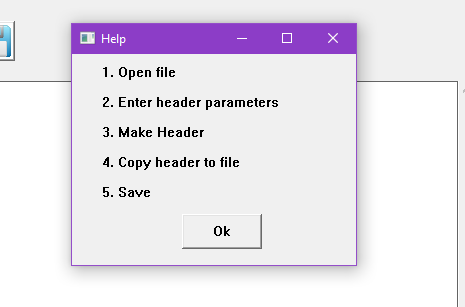 Help
1. Open file
2. Enter header parameters
3. Make Header
4. Copy header to file
5. Save
Ok